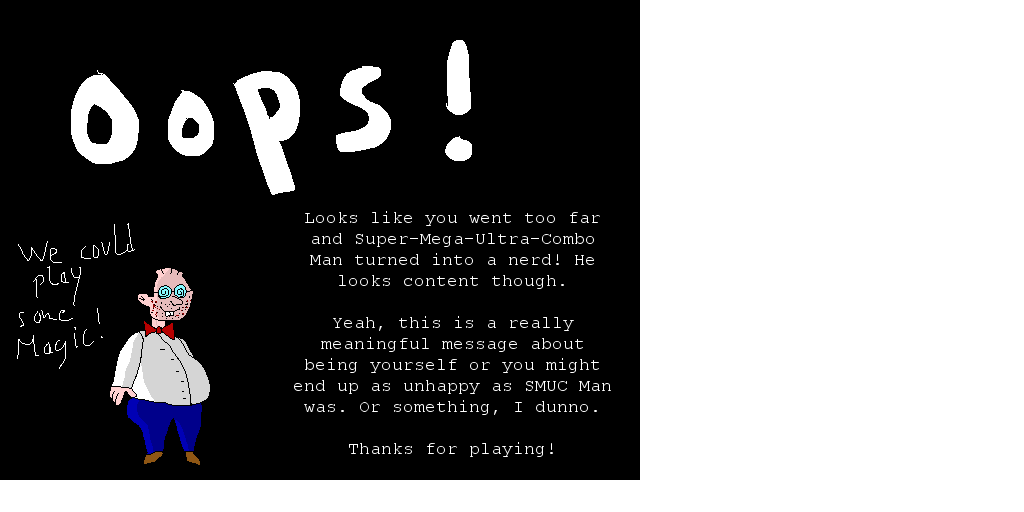 Oops!
We could
play
some
Magic!
Looks like you went too far
and Super-Mega-Ultra-Combo
Man turned into a nerd! He
looks content though.
Yeah, this is a really
meaningful message about
being yourself or you might
end up as unhappy as SMUC Man
was. Or something, I dunno.
Thanks for playing!